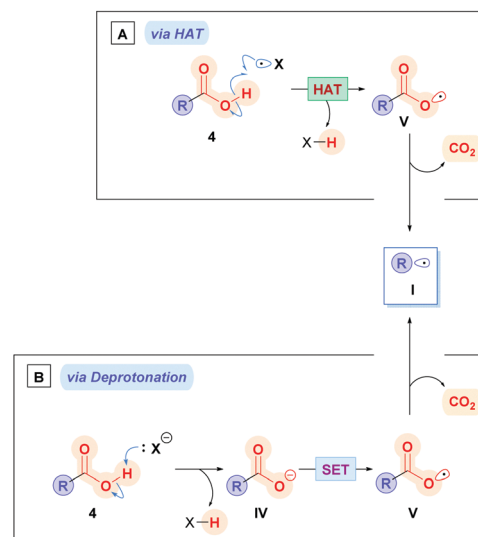 A via HAT
O
X
R O H HAT R O
4 V
X H
CO2
R
I
B via Deprotonation
CO2
O :X⊖ O O
H
R O R O⊖ SET R O
4 IV V
X H